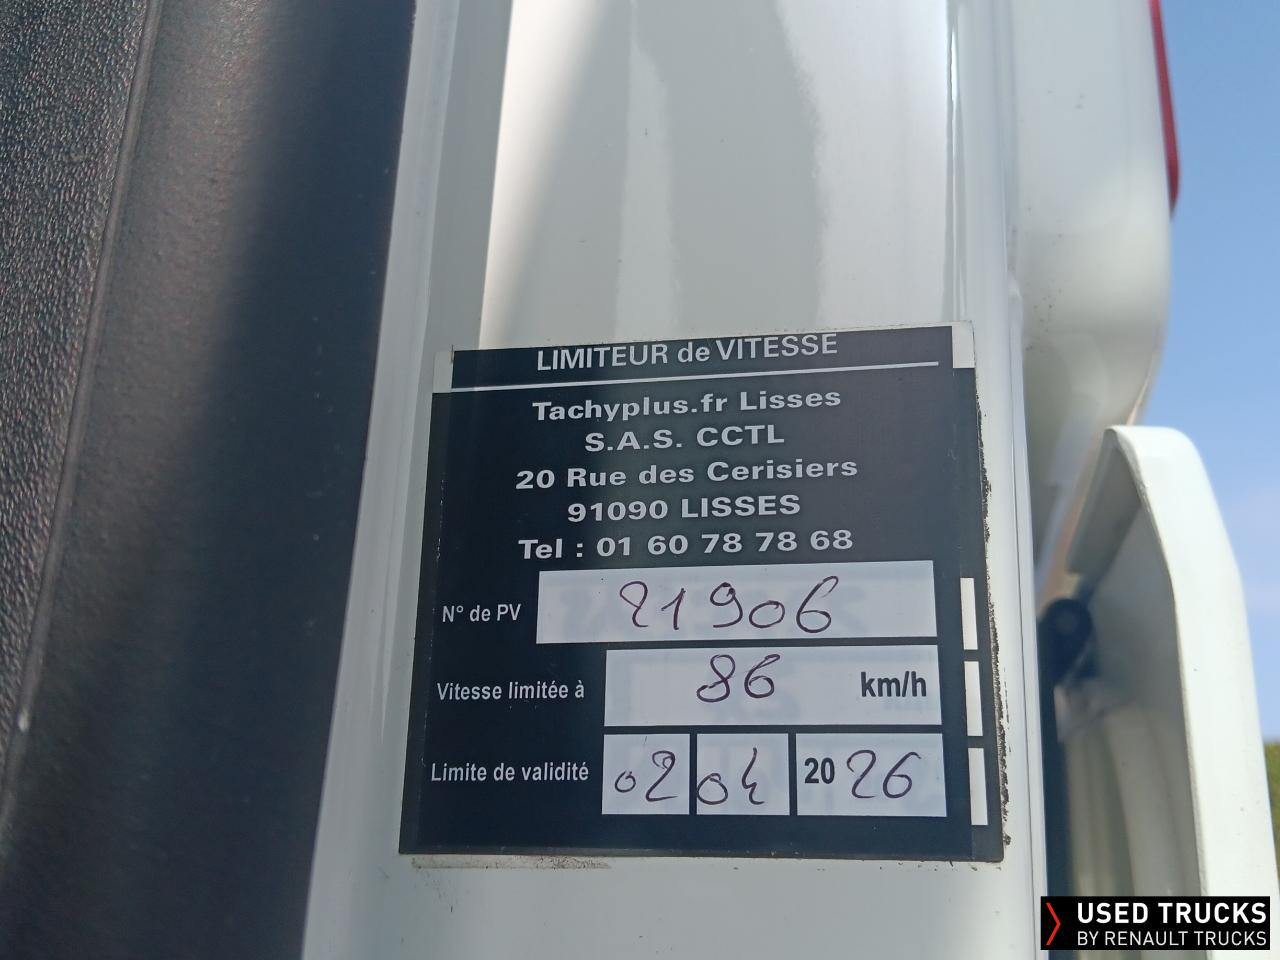 LIMITEUR de VITESSE
Tachyplus.fr Lisses
S.A.S. CCTL
20 Rue des Cerisiers
91090 LISSES
Tel : 01 60 78 78 68
N° de PV 21906
Vitesse limitée à 86 km/h
Limite de validité 02 04 2026
USED TRUCKS
BY RENAULT TRUCKS